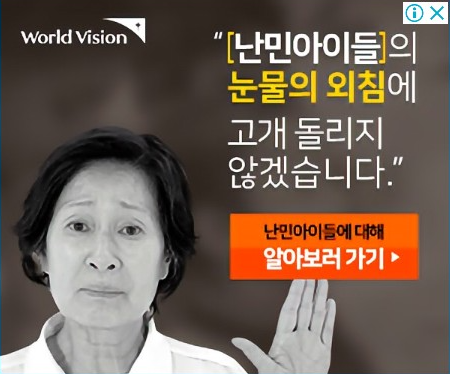 World Vision
“[난민아이들]의
눈물의 외침에
고개 돌리지
않겠습니다.”
난민아이들에 대해
알아보러 가기